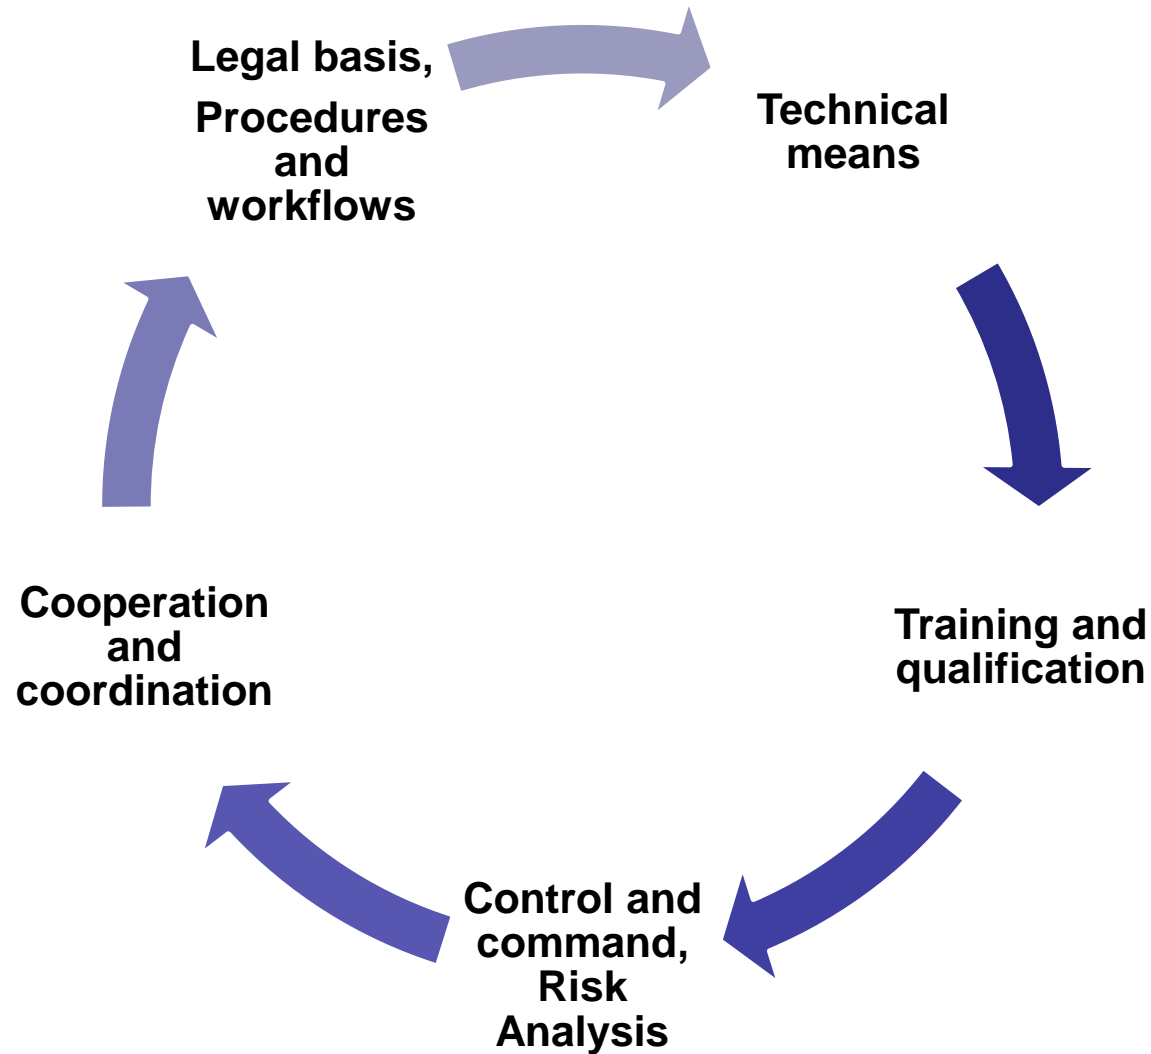 Legal basis,
Procedures
and
workflows
Technical
means
Training and
qualification
Control and
command,
Risk
Analysis
Cooperation
and
coordination